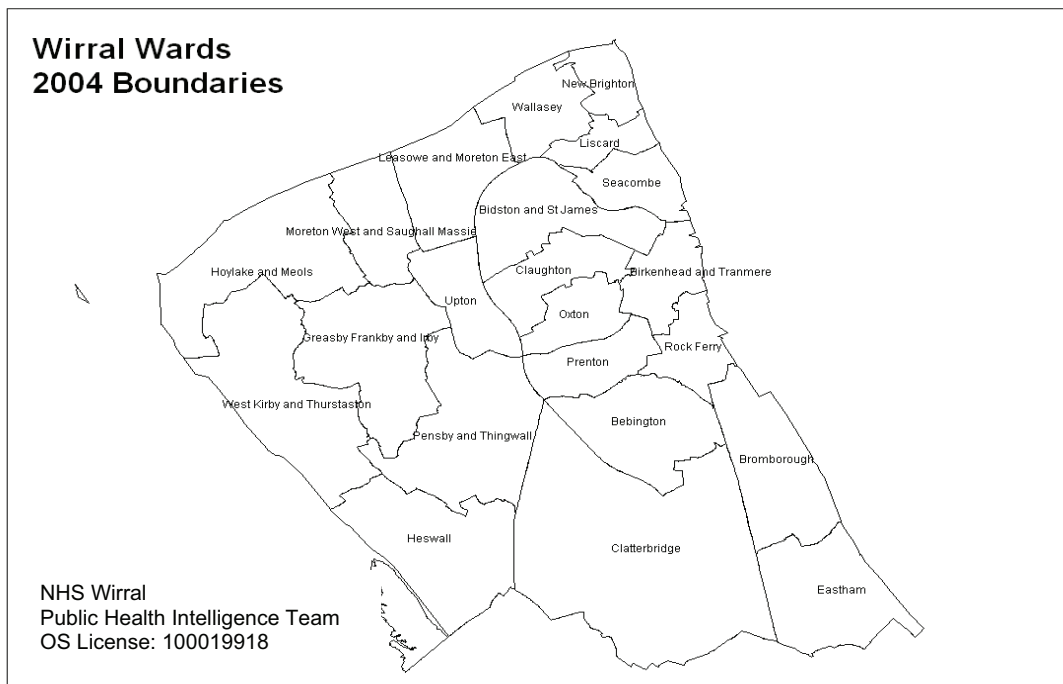 Wirral Wards
2004 Boundaries
New Brighton
Wallasey
Liscard
Leasowe and Moreton East
Seacombe
Bidston and St James
Moreton West and Saughall Massie
Hoylake and Meols
Claughton
Birkenhead and Tranmere
Upton
Oxton
Greasby Frankby and Irby
Rock Ferry
Prenton
West Kirby and Thurstaston
Bebington
Pensby and Thingwall
Bromborough
Heswall
Clatterbridge
Eastham
NHS Wirral
Public Health Intelligence Team
OS License: 100019918